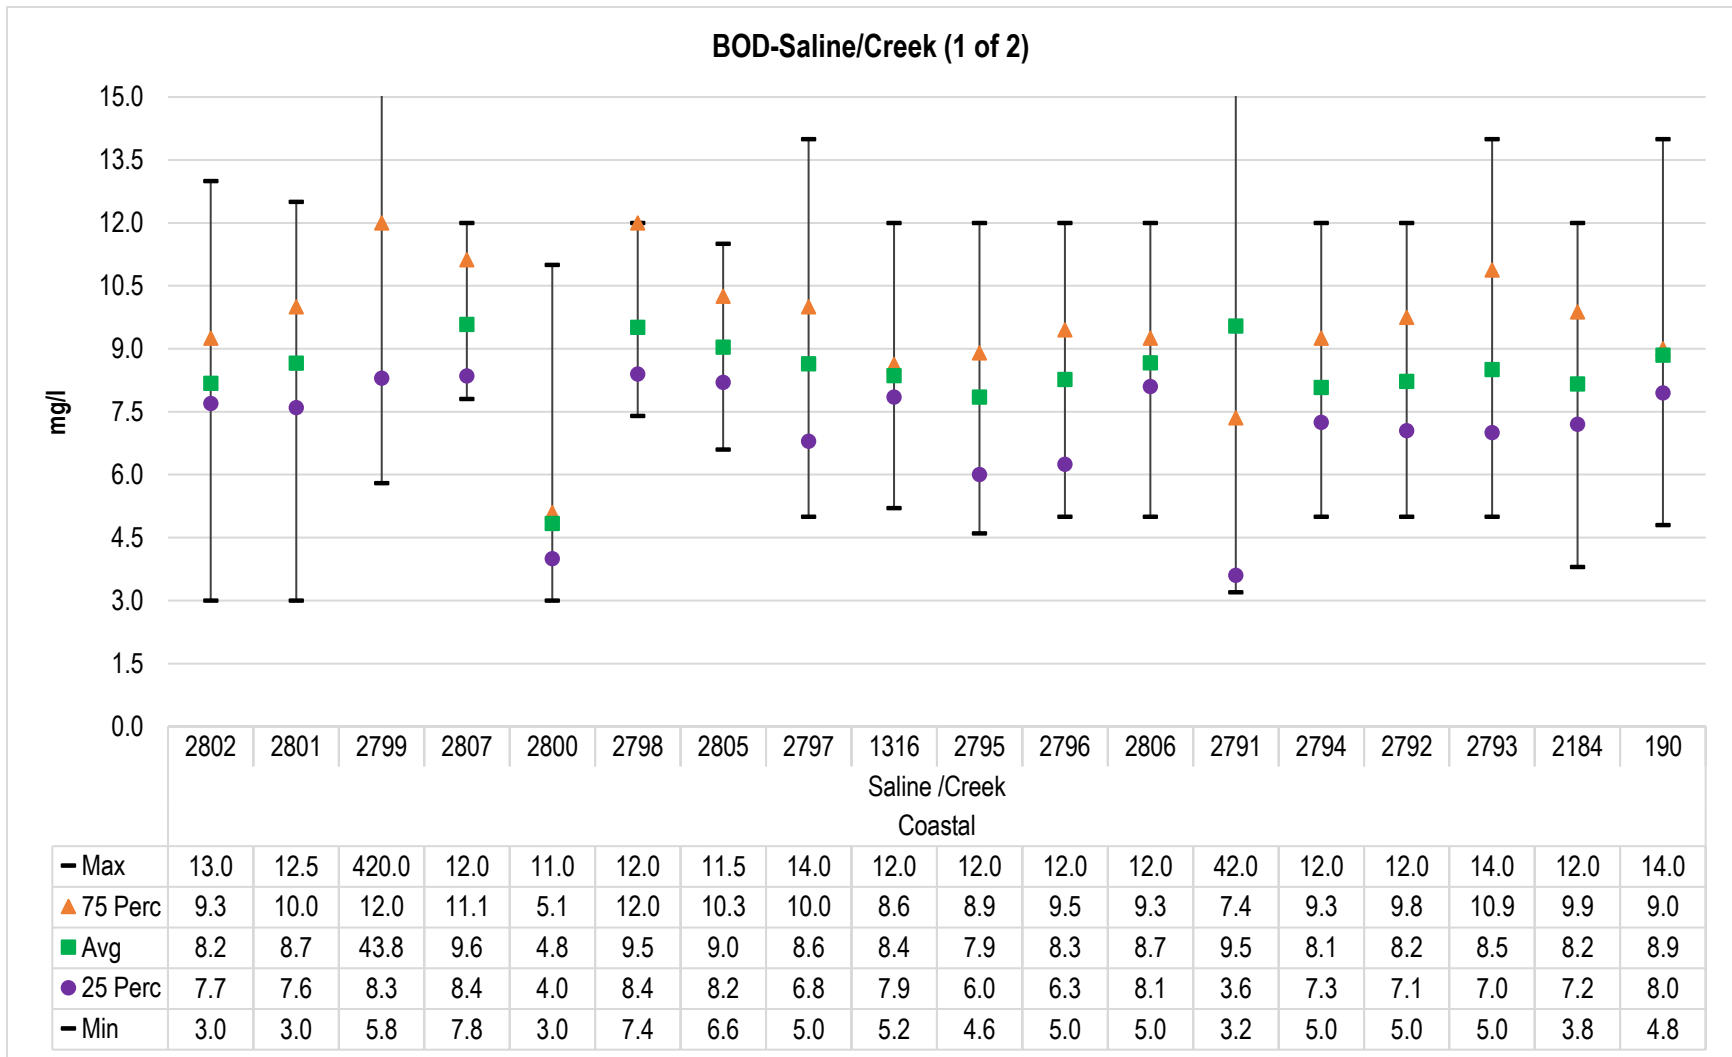 BOD-Saline/Creek (1 of 2)
15.0
13.5
12.0
10.5
9.0
7.5
6.0
4.5
3.0
1.5
0.0
mg/l
2802 2801 2799 2807 2800 2798 2805 2797 1316 2795 2796 2806 2791 2794 2792 2793 2184 190
Saline /Creek
Coastal
Max 13.0 12.5 420.0 12.0 11.0 12.0 11.5 14.0 12.0 12.0 12.0 12.0 42.0 12.0 12.0 14.0 12.0 14.0
75 Perc 9.3 10.0 12.0 11.1 5.1 12.0 10.3 10.0 8.6 8.9 9.5 9.3 7.4 9.3 9.8 10.9 9.9 9.0
Avg 8.2 8.7 43.8 9.6 4.8 9.5 9.0 8.6 8.4 7.9 8.3 8.7 9.5 8.1 8.2 8.5 8.2 8.9
25 Perc 7.7 7.6 8.3 8.4 4.0 8.4 8.2 6.8 7.9 6.0 6.3 8.1 3.6 7.3 7.1 7.0 7.2 8.0
Min 3.0 3.0 5.8 7.8 3.0 7.4 6.6 5.0 5.2 4.6 5.0 5.0 3.2 5.0 5.0 5.0 3.8 4.8